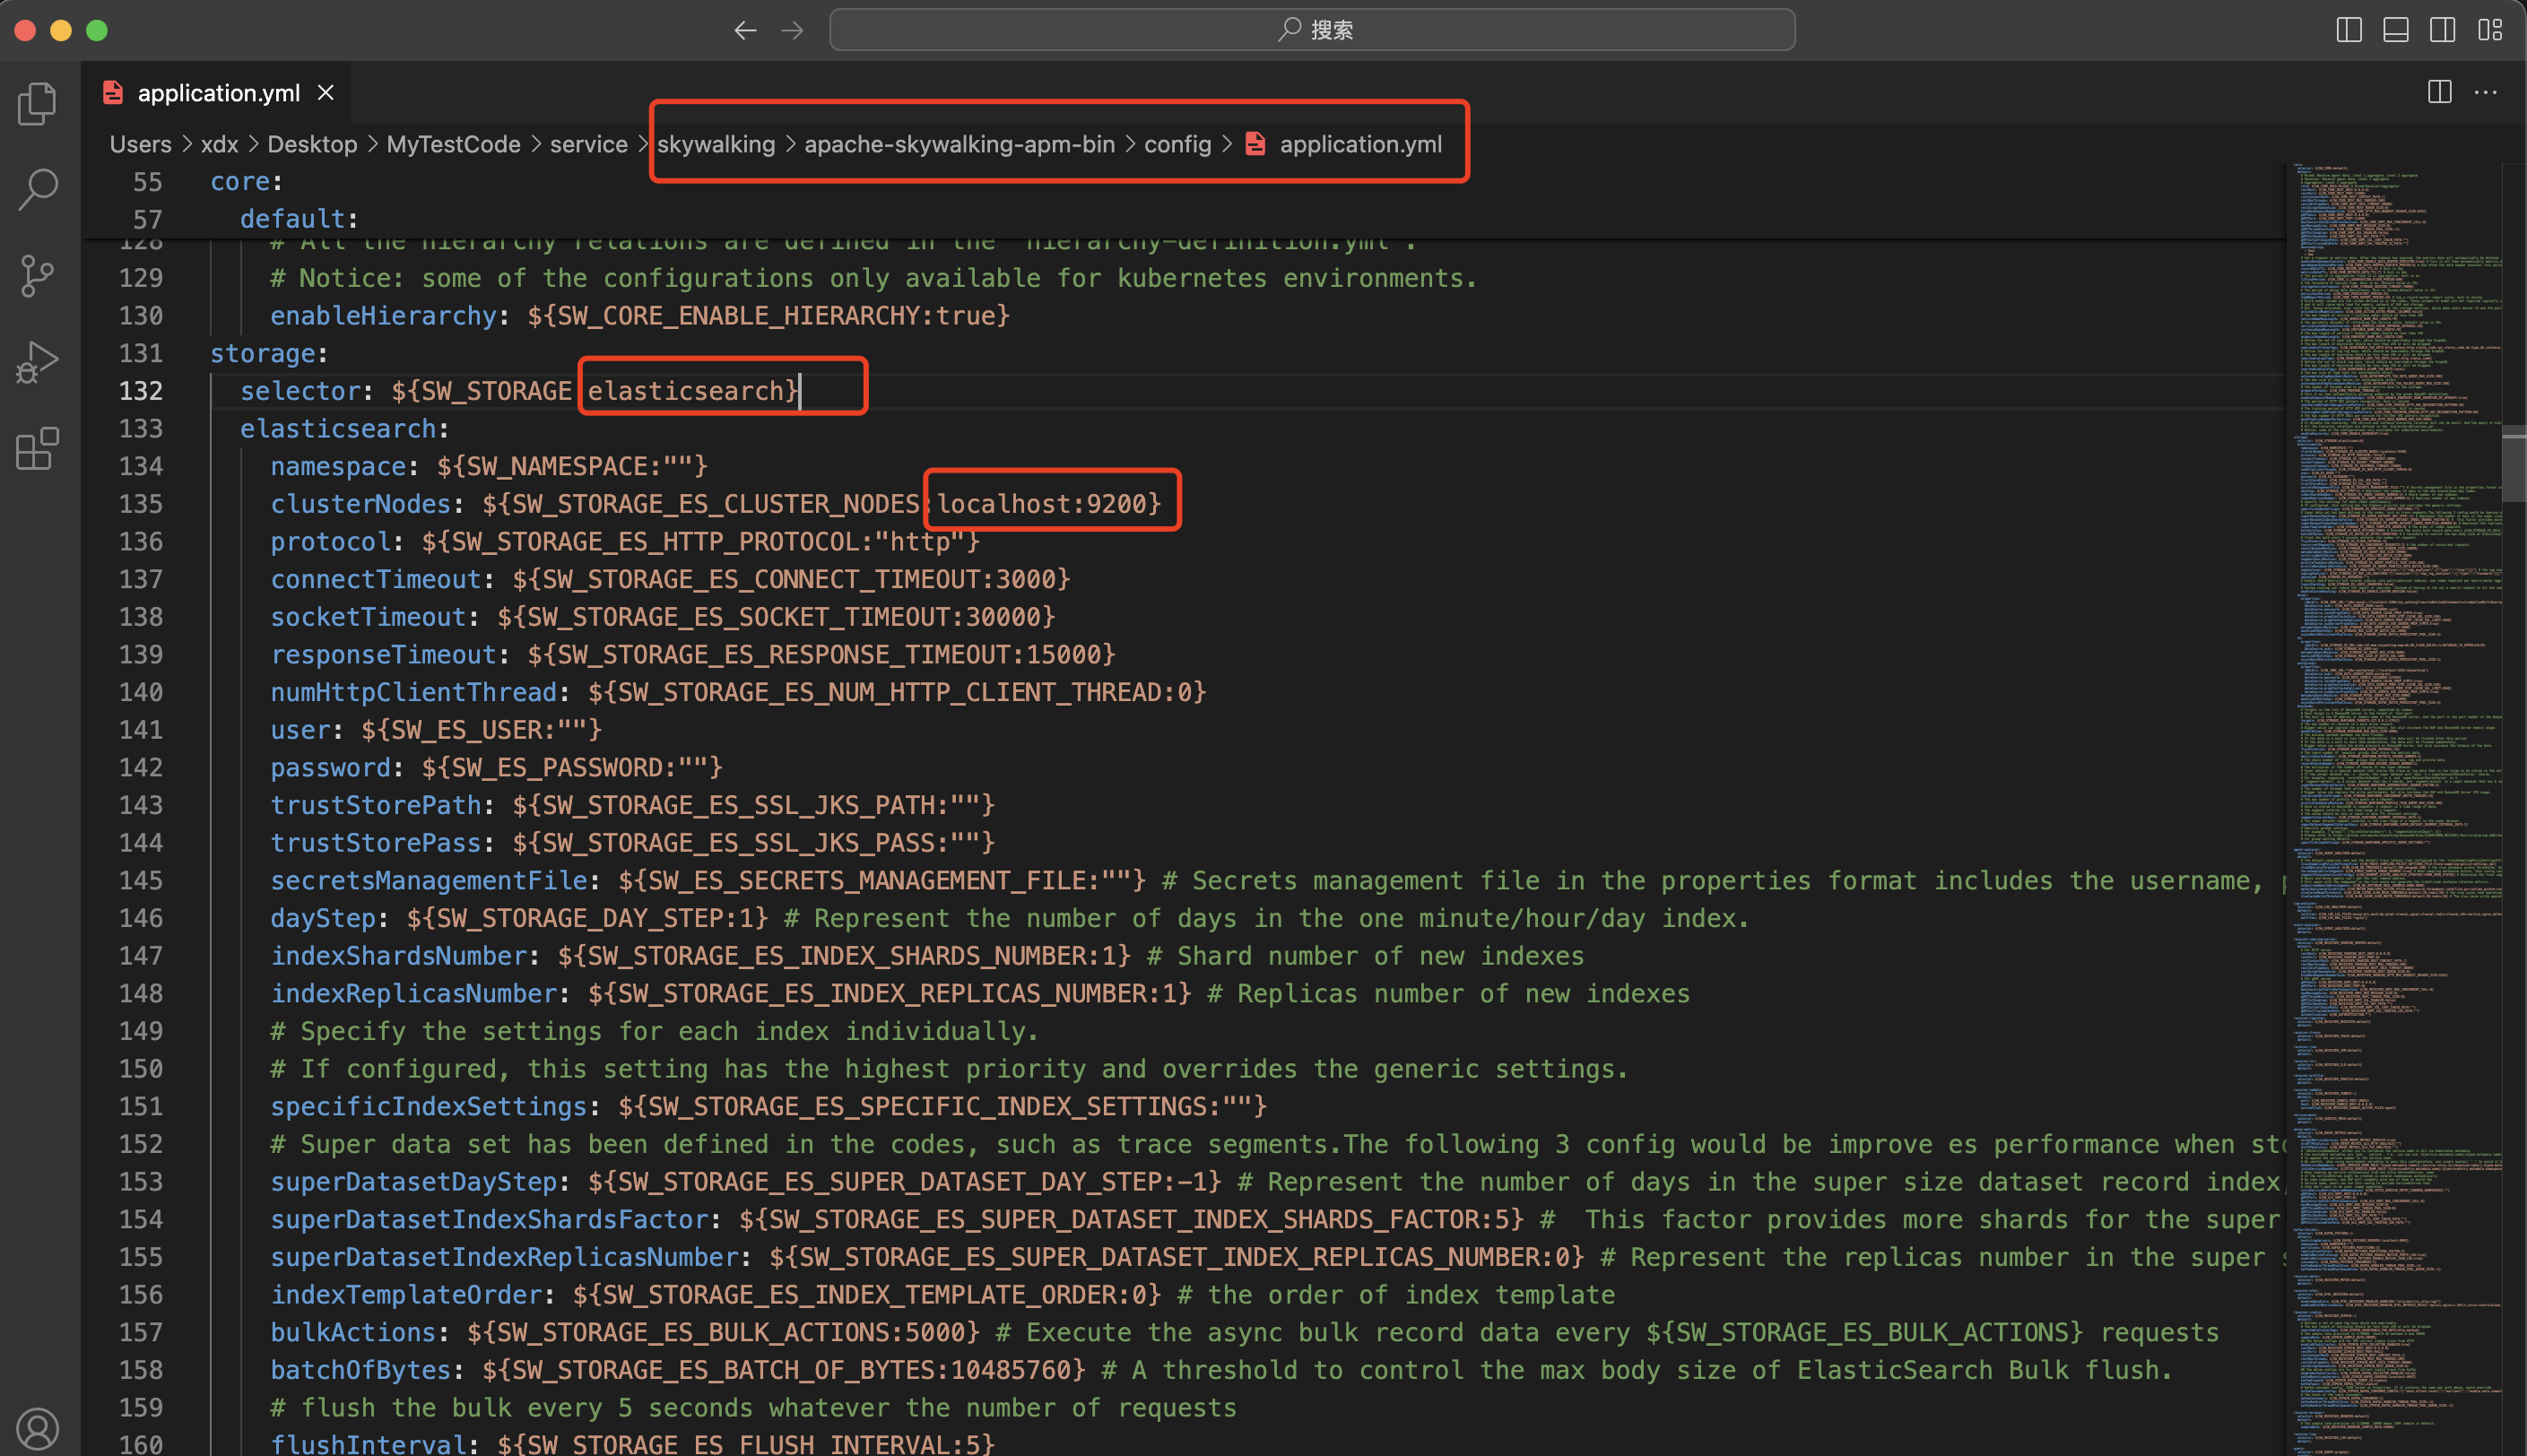 搜索
application.yml
Users > xdx > Desktop > MyTestCode > service > skywalking > apache-skywalking-apm-bin > config > application.yml
55 core:
57 default:
128 # All the hierarchy relations are defined in the `hierarchy-definition.yml`.
129 # Notice: some of the configurations only available for kubernetes environments.
130 enableHierarchy: ${SW_CORE_ENABLE_HIERARCHY:true}
131 storage:
132 selector: ${SW_STORAGE:elasticsearch}
133 elasticsearch:
134 namespace: ${SW_NAMESPACE:""}
135 clusterNodes: ${SW_STORAGE_ES_CLUSTER_NODES:localhost:9200}
136 protocol: ${SW_STORAGE_ES_HTTP_PROTOCOL:"http"}
137 connectTimeout: ${SW_STORAGE_ES_CONNECT_TIMEOUT:3000}
138 socketTimeout: ${SW_STORAGE_ES_SOCKET_TIMEOUT:30000}
139 responseTimeout: ${SW_STORAGE_ES_RESPONSE_TIMEOUT:15000}
140 numHttpClientThread: ${SW_STORAGE_ES_NUM_HTTP_CLIENT_THREAD:0}
141 user: ${SW_ES_USER:""}
142 password: ${SW_ES_PASSWORD:""}
143 trustStorePath: ${SW_STORAGE_ES_SSL_JKS_PATH:""}
144 trustStorePass: ${SW_STORAGE_ES_SSL_JKS_PASS:""}
145 secretsManagementFile: ${SW_ES_SECRETS_MANAGEMENT_FILE:""} # Secrets management file in the properties format includes the username,
146 dayStep: ${SW_STORAGE_DAY_STEP:1} # Represent the number of days in the one minute/hour/day index.
147 indexShardsNumber: ${SW_STORAGE_ES_INDEX_SHARDS_NUMBER:1} # Shard number of new indexes
148 indexReplicasNumber: ${SW_STORAGE_ES_INDEX_REPLICAS_NUMBER:1} # Replicas number of new indexes
149 # Specify the settings for each index individually.
150 # If configured, this setting has the highest priority and overrides the generic settings.
151 specificIndexSettings: ${SW_STORAGE_ES_SPECIFIC_INDEX_SETTINGS:""}
152 # Super data set has been defined in the codes, such as trace segments.The following 3 config would be improve es performance when sto
153 superDatasetDayStep: ${SW_STORAGE_ES_SUPER_DATASET_DAY_STEP:-1} # Represent the number of days in the super size dataset record index,
154 superDatasetIndexShardsFactor: ${SW_STORAGE_ES_SUPER_DATASET_INDEX_SHARDS_FACTOR:5} #  This factor provides more shards for the super
155 superDatasetIndexReplicasNumber: ${SW_STORAGE_ES_SUPER_DATASET_INDEX_REPLICAS_NUMBER:0} # Represent the replicas number in the super s
156 indexTemplateOrder: ${SW_STORAGE_ES_INDEX_TEMPLATE_ORDER:0} # the order of index template
157 bulkActions: ${SW_STORAGE_ES_BULK_ACTIONS:5000} # Execute the async bulk record data every ${SW_STORAGE_ES_BULK_ACTIONS} requests
158 batchOfBytes: ${SW_STORAGE_ES_BATCH_OF_BYTES:10485760} # A threshold to control the max body size of ElasticSearch Bulk flush.
159 # flush the bulk every 5 seconds whatever the number of requests
160 flushInterval: ${SW_STORAGE_ES_FLUSH_INTERVAL:5}